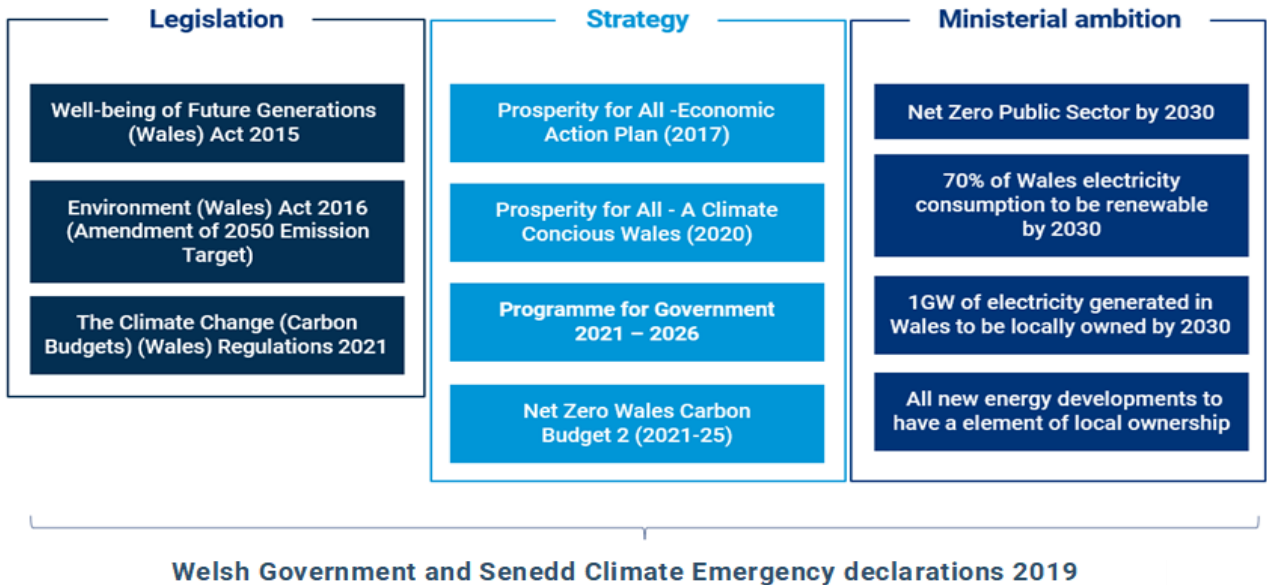 Legislation
Well-being of Future Generations
(Wales) Act 2015
Environment (Wales) Act 2016
(Amendment of 2050 Emission
Target)
The Climate Change (Carbon
Budgets) (Wales) Regulations 2021
Strategy
Prosperity for All -Economic
Action Plan (2017)
Prosperity for All - A Climate
Concious Wales (2020)
Programme for Government
2021 – 2026
Net Zero Wales Carbon
Budget 2 (2021-25)
Ministerial ambition
Net Zero Public Sector by 2030
70% of Wales electricity
consumption to be renewable
by 2030
1GW of electricity generated in
Wales to be locally owned by 2030
All new energy developments to
have a element of local ownership
Welsh Government and Senedd Climate Emergency declarations 2019